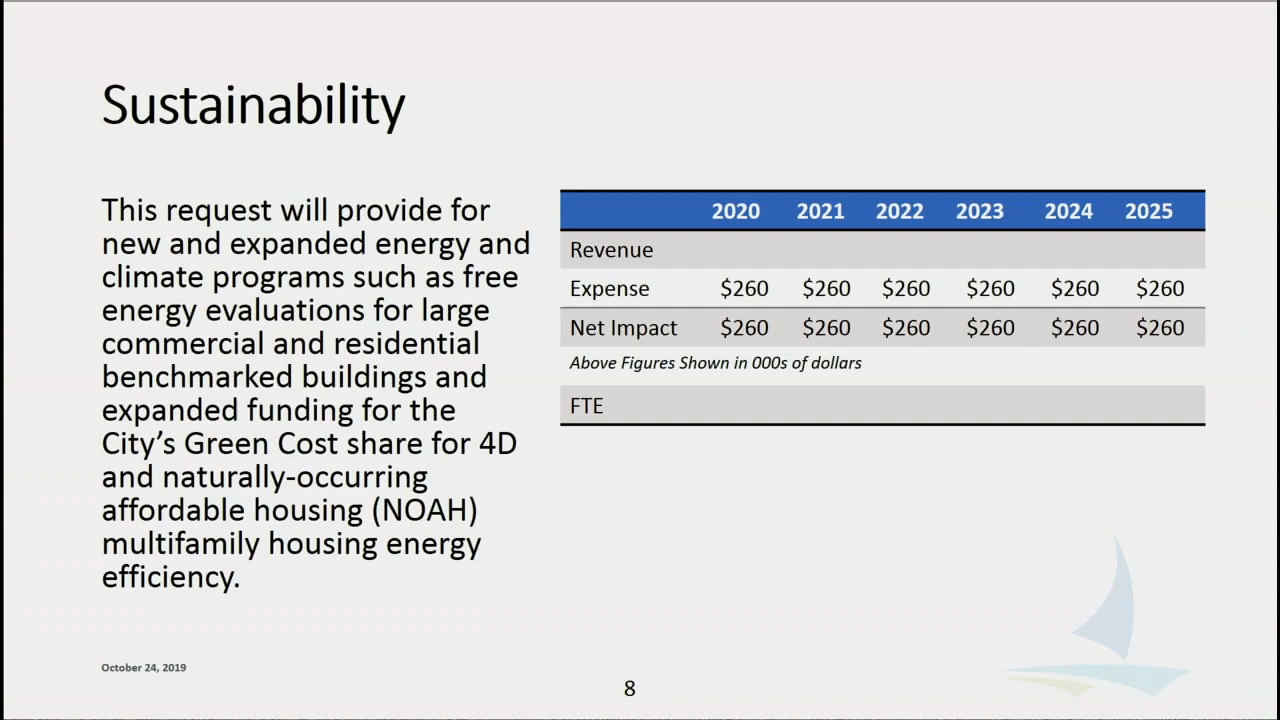 Sustainability
This request will provide for
new and expanded energy and
climate programs such as free
energy evaluations for large
commercial and residential
benchmarked buildings and
expanded funding for the
City's Green Cost share for 4D
and naturally-occurring
affordable housing (NOAH)
multifamily housing energy
efficiency.
2020 2021 2022 2023 2024 2025
Revenue
Expense $260 $260 $260 $260 $260 $260
Net Impact $260 $260 $260 $260 $260 $260
Above Figures Shown in 000s of dollars
FTE
October 24, 2019
8